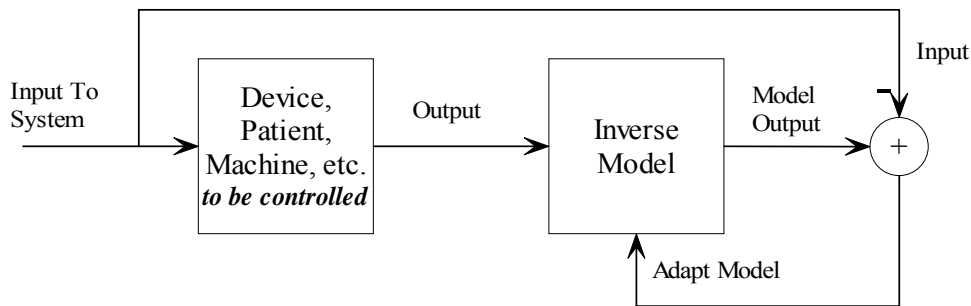 Input To
System
Device,
Patient,
Machine, etc.
to be controlled
Output
Inverse
Model
Model
Output
Input
-
+
Adapt Model